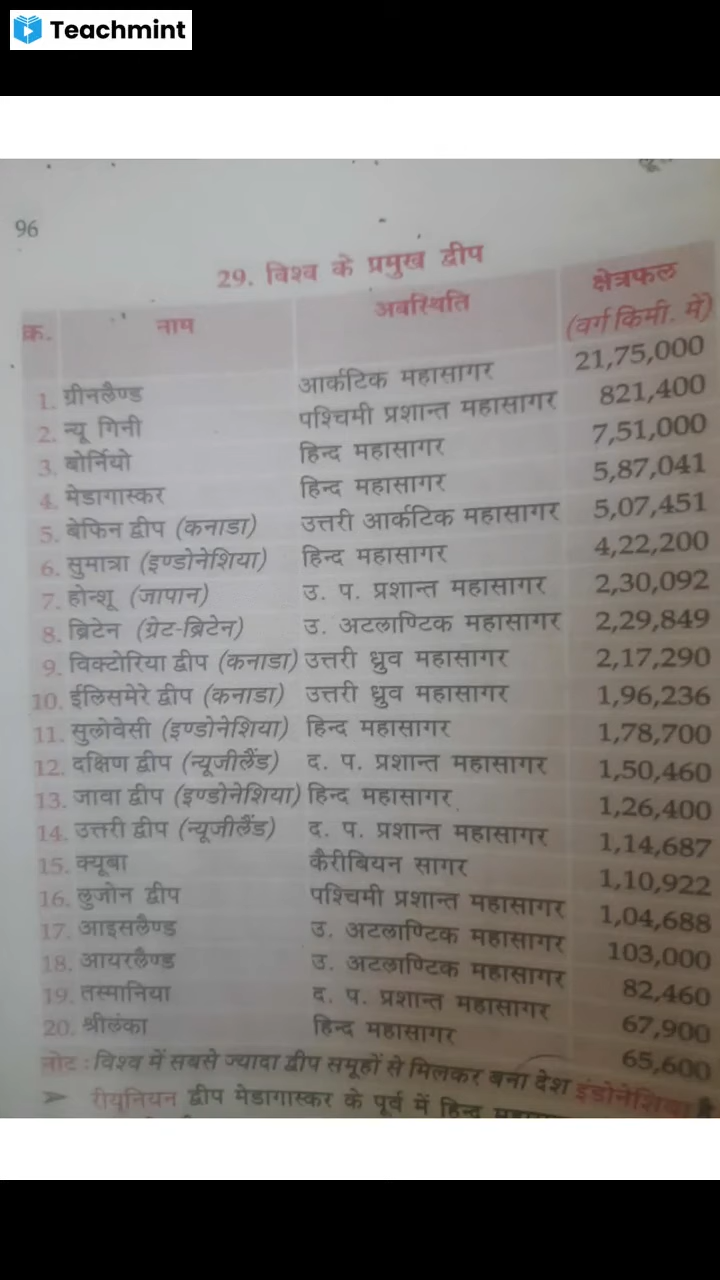 Teachmint
96
29. विश्व के प्रमुख द्वीप
क. नाम अवस्थिति क्षेत्रफल (वर्ग किमी. में)
1. ग्रीनलैण्ड आर्कटिक महासागर 21,75,000
2. न्यू गिनी पश्चिमी प्रशान्त महासागर 821,400
3. बोर्नियो हिन्द महासागर 7,51,000
4. मेडागास्कर हिन्द महासागर 5,87,041
5. बेफिन द्वीप (कनाडा) उत्तरी आर्कटिक महासागर 5,07,451
6. सुमात्रा (इण्डोनेशिया) हिन्द महासागर 4,22,200
7. होन्शू (जापान) उ. प. प्रशान्त महासागर 2,30,092
8. ब्रिटेन (ग्रेट-ब्रिटेन) उ. अटलाण्टिक महासागर 2,29,849
9. विक्टोरिया द्वीप (कनाडा) उत्तरी ध्रुव महासागर 2,17,290
10. ईलिसमेरे द्वीप (कनाडा) उत्तरी ध्रुव महासागर 1,96,236
11. सुलोवेसी (इण्डोनेशिया) हिन्द महासागर 1,78,700
12. दक्षिण द्वीप (न्यूजीलैंड) द. प. प्रशान्त महासागर 1,50,460
13. जावा द्वीप (इण्डोनेशिया) हिन्द महासागर 1,26,400
14. उत्तरी द्वीप (न्यूजीलैंड) द. प. प्रशान्त महासागर 1,14,687
15. क्यूबा कैरीबियन सागर 1,10,922
16. लुजोन द्वीप पश्चिमी प्रशान्त महासागर 1,04,688
17. आइसलैण्ड उ. अटलाण्टिक महासागर 103,000
18. आयरलैण्ड उ. अटलाण्टिक महासागर 82,460
19. तस्मानिया द. प. प्रशान्त महासागर 67,900
20. श्रीलंका हिन्द महासागर 65,600
नोट : विश्व में सबसे ज्यादा द्वीप समूहों से मिलकर बना देश इंडोनेशिया है
➤ रीयूनियन द्वीप मेडागास्कर के पूर्व में हिन्द